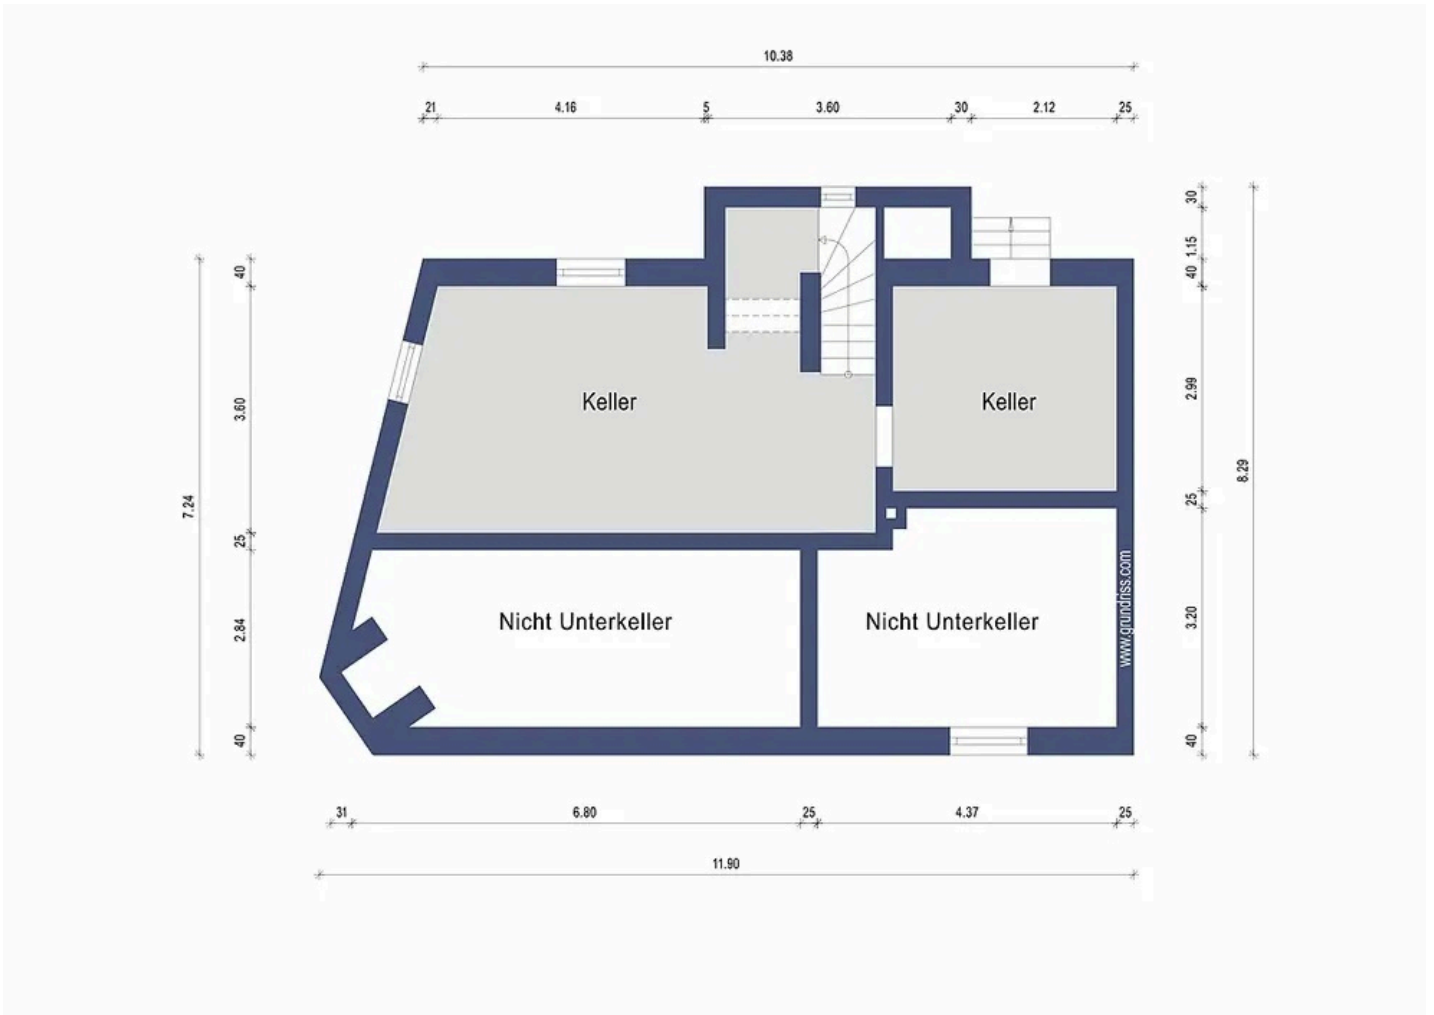 10.38
21 4.16 5 3.60 30 2.12 25
30
1.15
40
40
3.60
2.99
Keller
Keller
8.29
7.24
25
25
Nicht Unterkeller
Nicht Unterkeller
www.grundriss.com
2.84
3.20
40
40
31 6.80 25 4.37 25
11.90